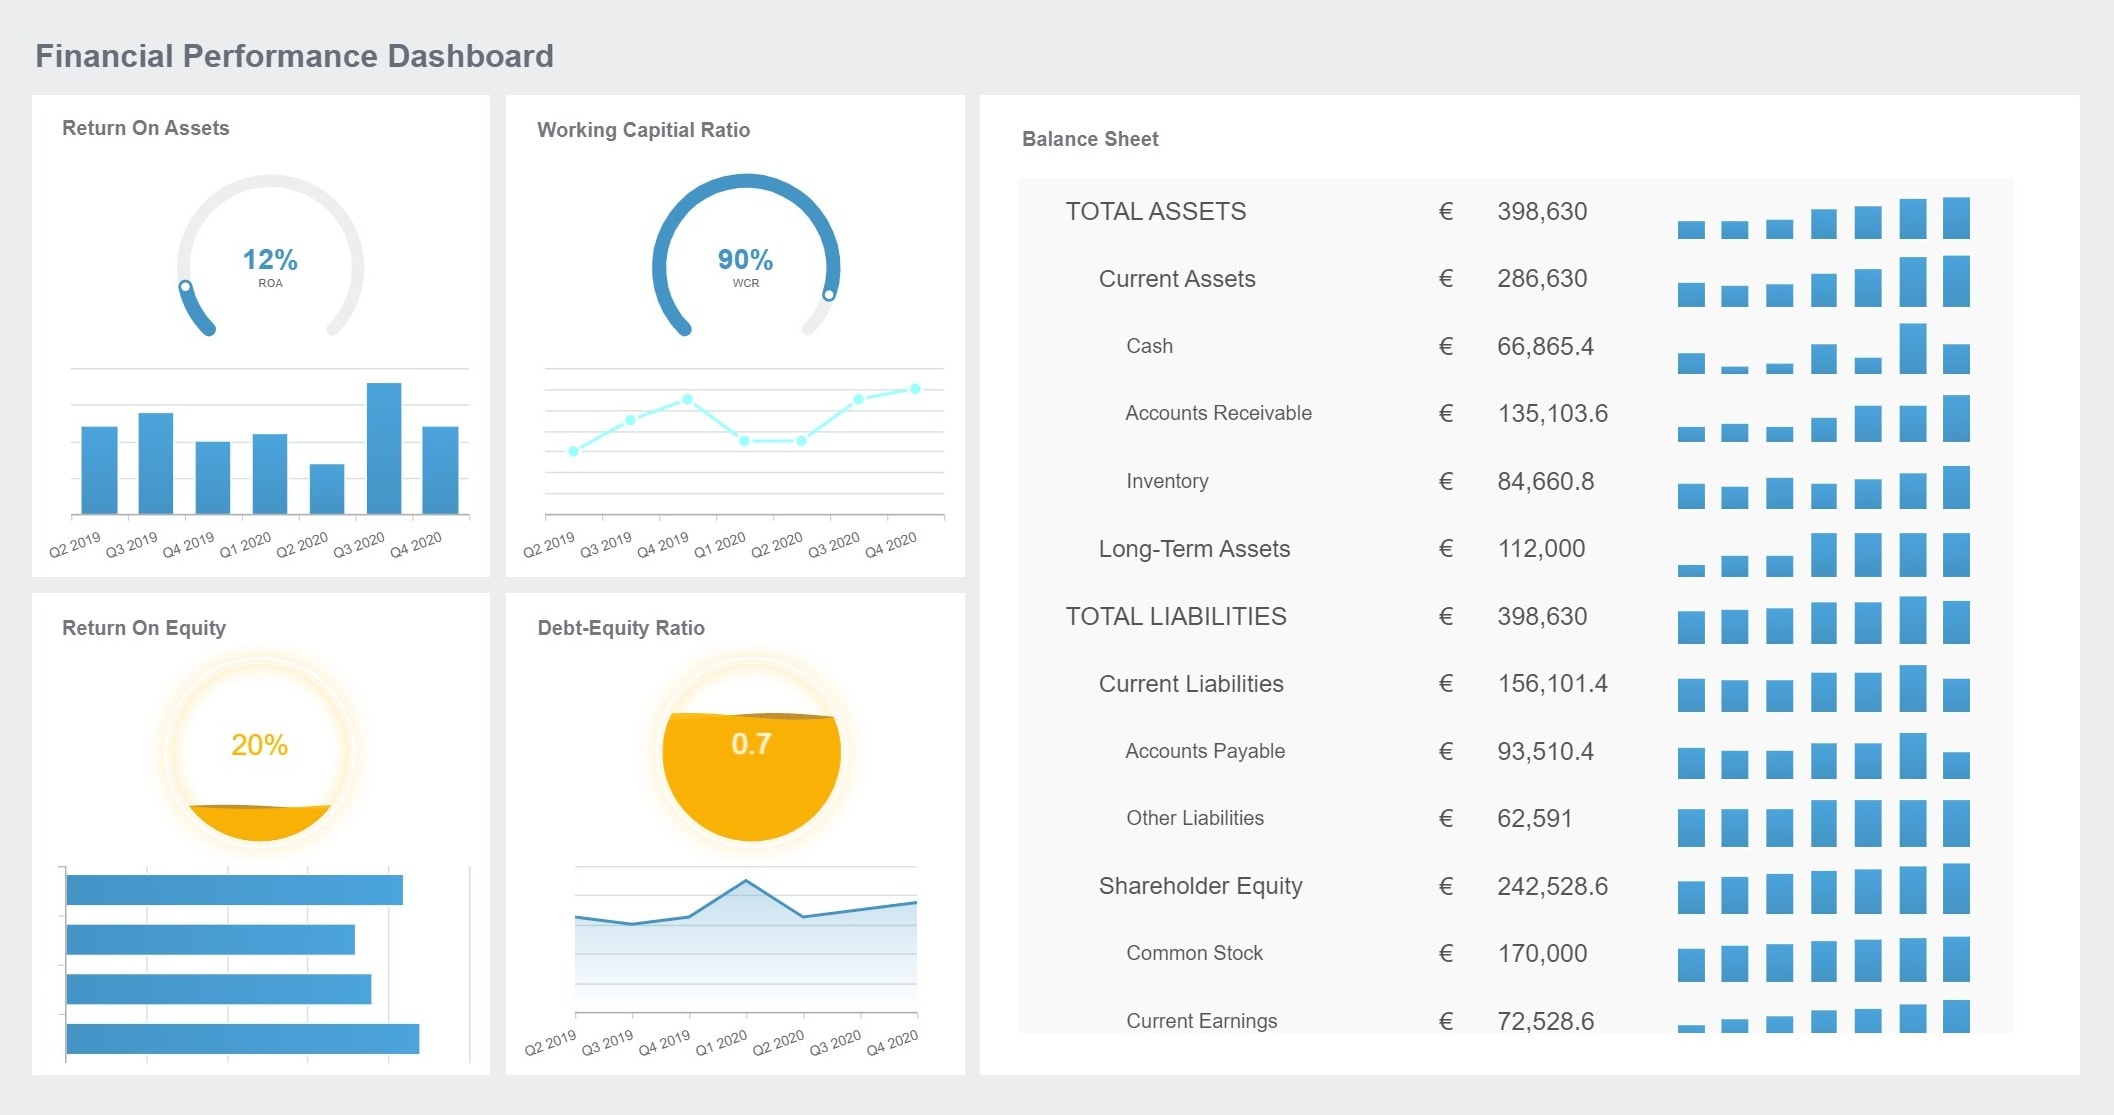 Financial Performance Dashboard
Return On Assets
12%
ROA
Q2 2019 Q3 2019 Q4 2019 Q1 2020 Q2 2020 Q3 2020 Q4 2020
Working Capitial Ratio
90%
WCR
Q2 2019 Q3 2019 Q4 2019 Q1 2020 Q2 2020 Q3 2020 Q4 2020
Return On Equity
20%
Debt-Equity Ratio
0.7
Q2 2019 Q3 2019 Q4 2019 Q1 2020 Q2 2020 Q3 2020 Q4 2020
Balance Sheet
TOTAL ASSETS € 398,630
Current Assets € 286,630
Cash € 66,865.4
Accounts Receivable € 135,103.6
Inventory € 84,660.8
Long-Term Assets € 112,000
TOTAL LIABILITIES € 398,630
Current Liabilities € 156,101.4
Accounts Payable € 93,510.4
Other Liabilities € 62,591
Shareholder Equity € 242,528.6
Common Stock € 170,000
Current Earnings € 72,528.6